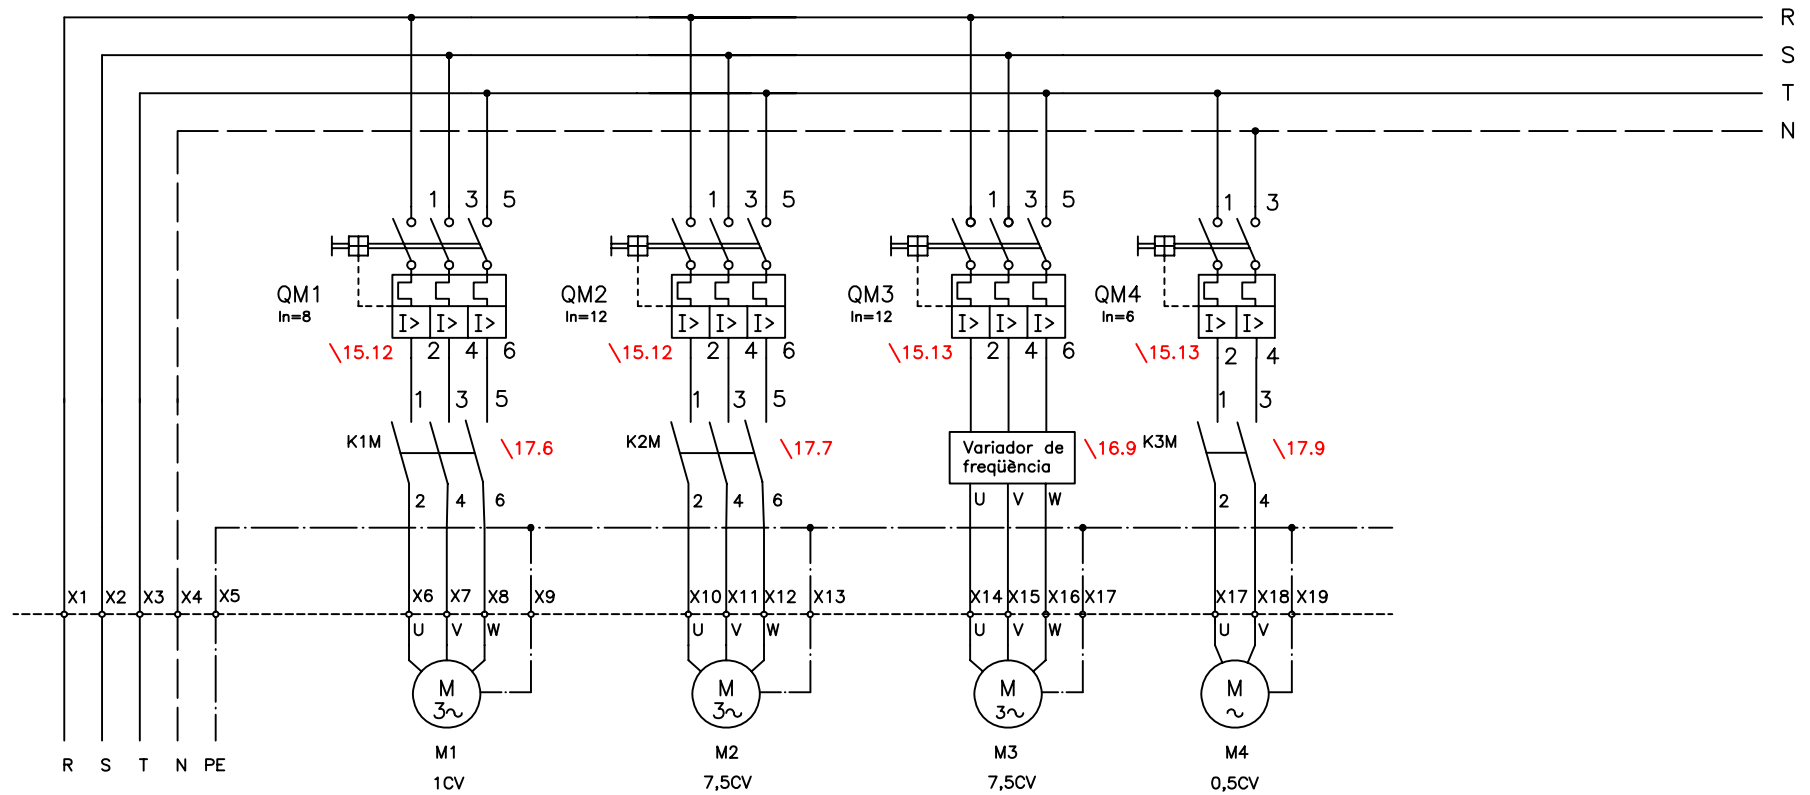 R
S
T
N
1 3 5 1 3 5 1 3 5 1 3
QM1 QM2 QM3 QM4
In=8 In=12 In=12 In=6
I> I> I> I> I> I> I> I> I> I> I>
\15.12 2 4 6 \15.12 2 4 6 \15.13 2 4 6 \15.13 2 4
1 3 5 1 3 5 1 3
K1M \17.6 K2M \17.7 Variador de \16.9 K3M \17.9
freqüència
2 4 6 2 4 6 U V W 2 4
X1 X2 X3 X4 X5 X6 X7 X8 X9 X10 X11 X12 X13 X14 X15 X16 X17 X17 X18 X19
U V W U V W U V W U V
M M M M
3~ 3~ 3~ ~
M1 M2 M3 M4
R S T N PE
1CV 7,5CV 7,5CV 0,5CV